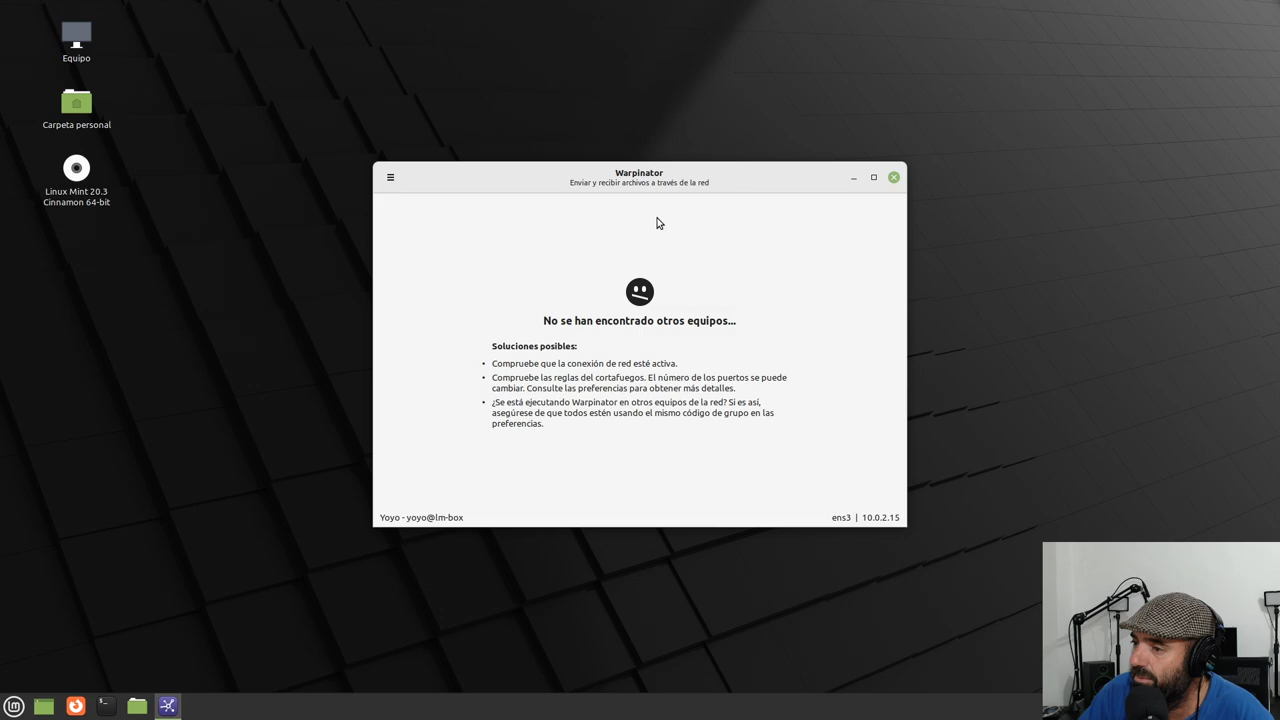 Equipo
Carpeta personal
Linux Mint 20.3
Cinnamon 64-bit
Warpinator
Enviar y recibir archivos a través de la red
No se han encontrado otros equipos...
Soluciones posibles:
• Compruebe que la conexión de red esté activa.
• Compruebe las reglas del cortafuegos. El número de los puertos se puede
cambiar. Consulte las preferencias para obtener más detalles.
• ¿Se está ejecutando Warpinator en otros equipos de la red? Si es así,
asegúrese de que todos estén usando el mismo código de grupo en las
preferencias.
Yoyo - yoyo@lm-box
ens3 | 10.0.2.15